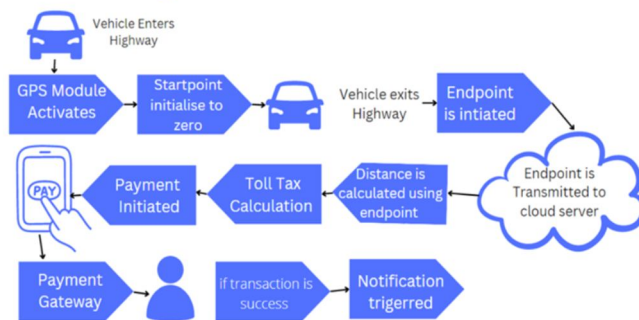 Vehicle Enters
Highway
GPS Module
Activates
Startpoint
initialise to
zero
Vehicle exits
Highway
Endpoint
is intiated
Endpoint is
Transmitted to
cloud server
Distance is
calculated using
endpoint
Toll Tax
Calculation
Payment
Initiated
PAY
Payment
Gateway
if transaction is
success
Notification
trigerred